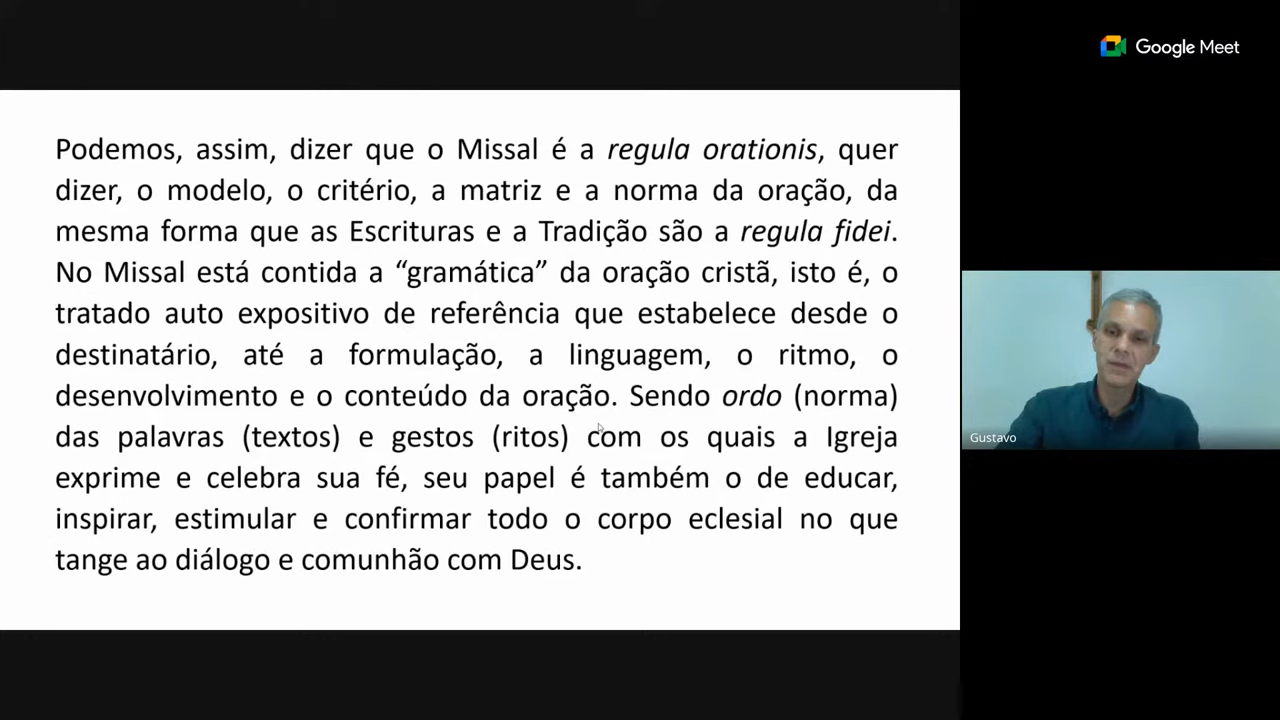 Podemos, assim, dizer que o Missal é a regula orationis, quer
dizer, o modelo, o critério, a matriz e a norma da oração, da
mesma forma que as Escrituras e a Tradição são a regula fidei.
No Missal está contida a “gramática” da oração cristã, isto é, o
tratado auto expositivo de referência que estabelece desde o
destinatário, até a formulação, a linguagem, o ritmo, o
desenvolvimento e o conteúdo da oração. Sendo ordo (norma)
das palavras (textos) e gestos (ritos) com os quais a Igreja
exprime e celebra sua fé, seu papel é também o de educar,
inspirar, estimular e confirmar todo o corpo eclesial no que
tange ao diálogo e comunhão com Deus.
Google Meet
Gustavo